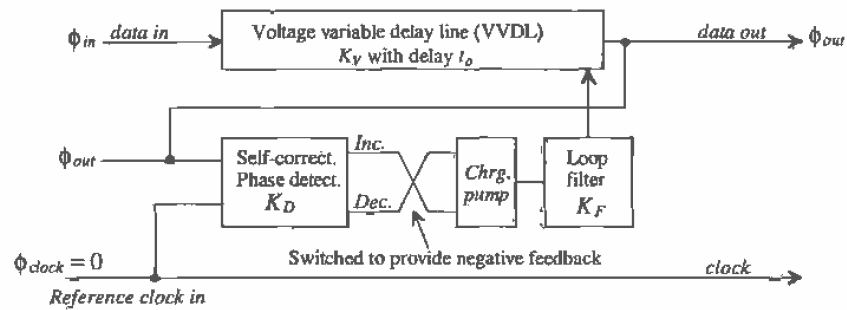 ϕin data in
Voltage variable delay line (VVDL)
KV with delay to
data out ϕout
ϕout
Self-correct.
Phase detect.
KD
Inc.
Dec.
Chrg.
pump
Loop
filter
KF
Switched to provide negative feedback
ϕclock = 0
clock
Reference clock in